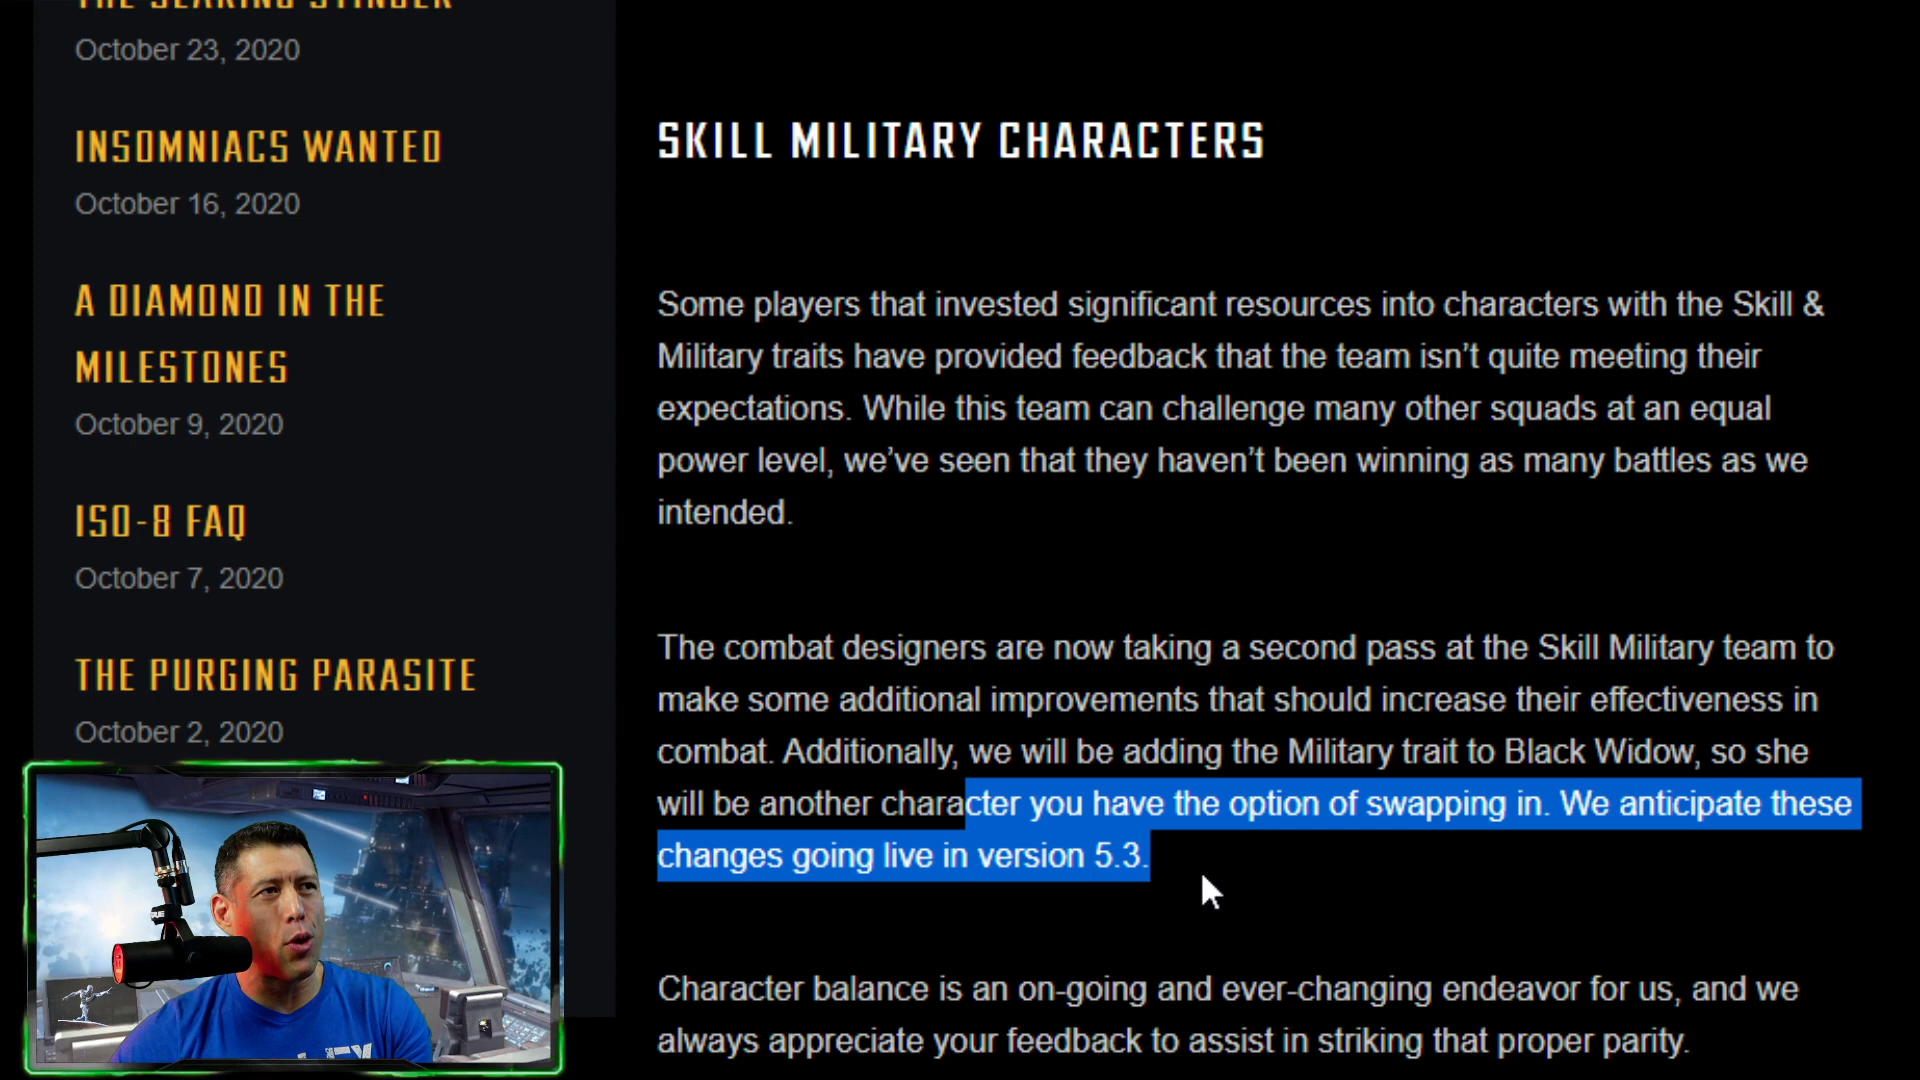 THE SEARING STINGER
October 23, 2020
INSOMNIACS WANTED
October 16, 2020
A DIAMOND IN THE
MILESTONES
October 9, 2020
ISO-8 FAQ
October 7, 2020
THE PURGING PARASITE
October 2, 2020
SKILL MILITARY CHARACTERS
Some players that invested significant resources into characters with the Skill &
Military traits have provided feedback that the team isn’t quite meeting their
expectations. While this team can challenge many other squads at an equal
power level, we’ve seen that they haven’t been winning as many battles as we
intended.
The combat designers are now taking a second pass at the Skill Military team to
make some additional improvements that should increase their effectiveness in
combat. Additionally, we will be adding the Military trait to Black Widow, so she
will be another character you have the option of swapping in. We anticipate these
changes going live in version 5.3.
Character balance is an on-going and ever-changing endeavor for us, and we
always appreciate your feedback to assist in striking that proper parity.